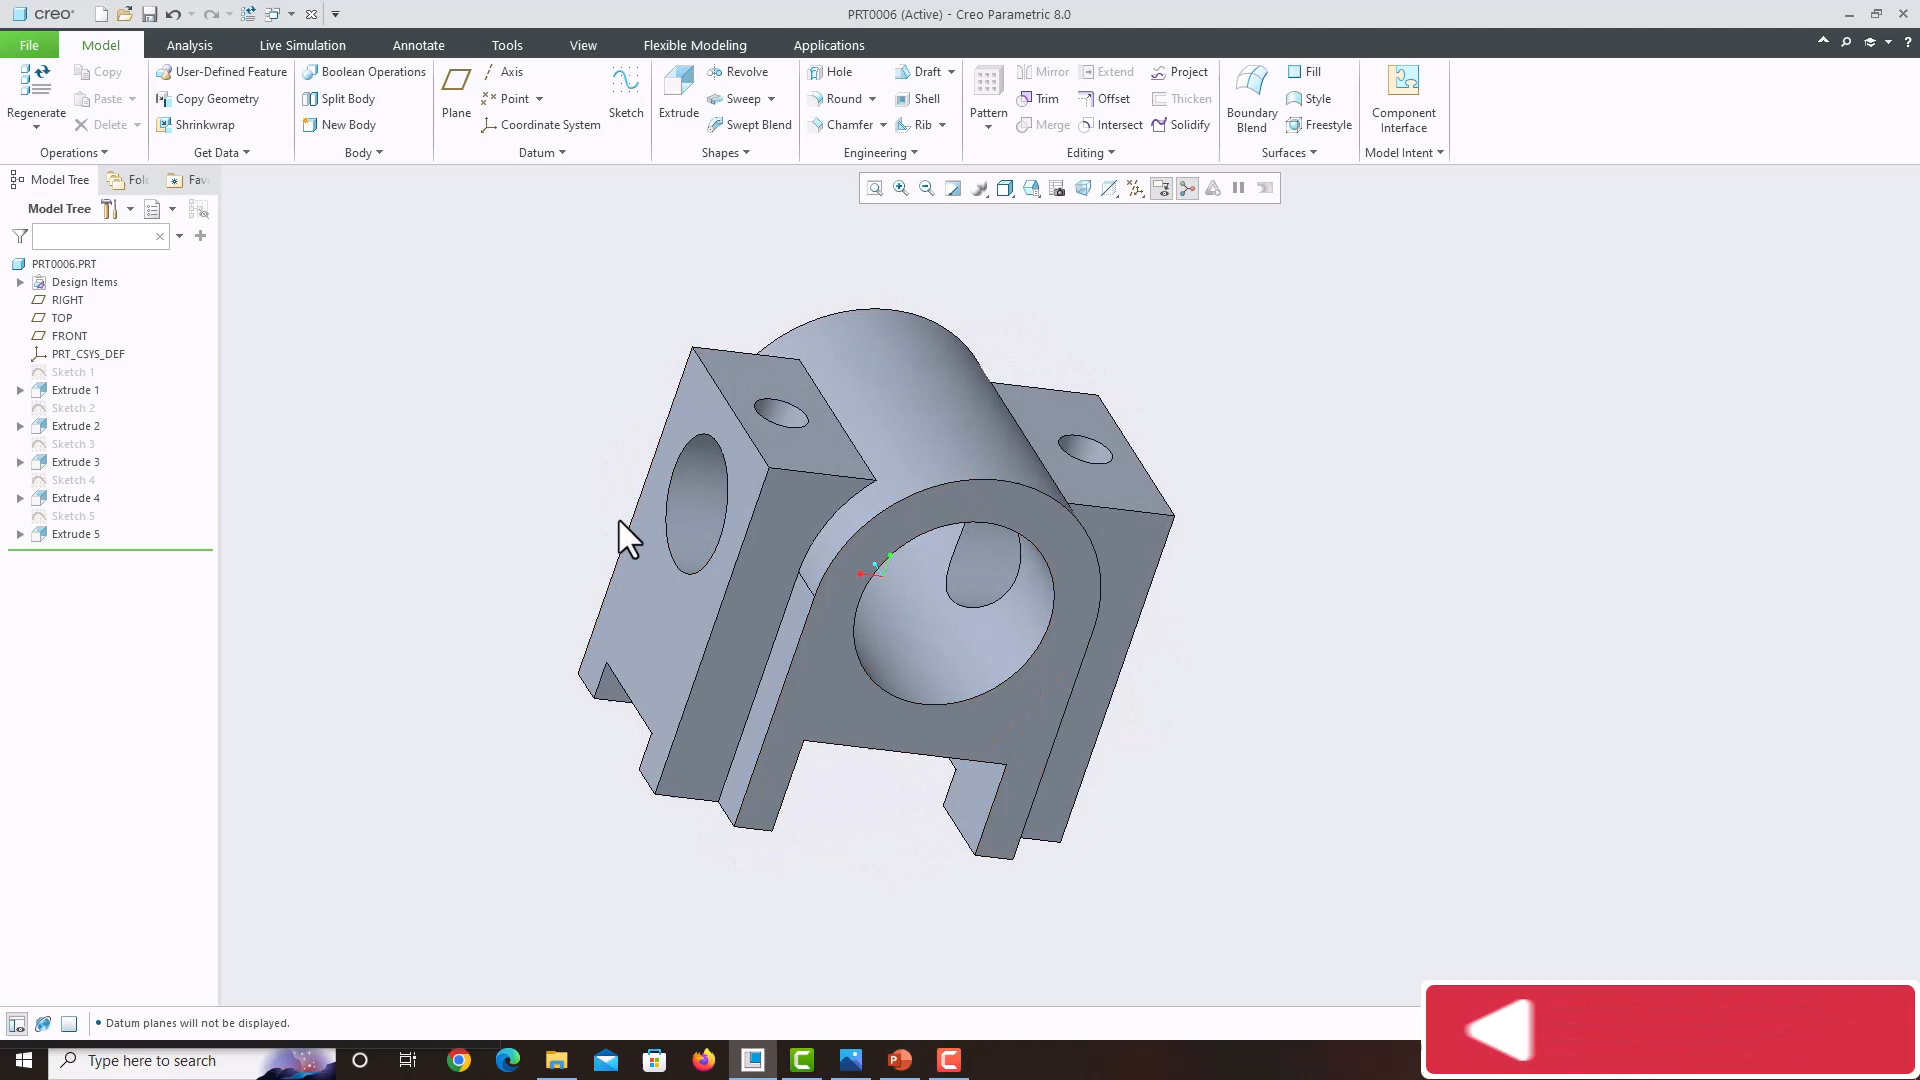 creo
PRT0006 (Active) - Creo Parametric 8.0
File Model Analysis Live Simulation Annotate Tools View Flexible Modeling Applications
Regenerate
Copy
Paste
Delete
Operations
User-Defined Feature
Copy Geometry
Shrinkwrap
Get Data
Boolean Operations
Split Body
New Body
Body
Plane
Axis
Point
Coordinate System
Sketch
Datum
Extrude
Revolve
Sweep
Swept Blend
Shapes
Hole
Round
Chamfer
Draft
Shell
Rib
Engineering
Pattern
Mirror
Trim
Merge
Extend
Offset
Intersect
Project
Thicken
Solidify
Editing
Boundary
Blend
Fill
Style
Freestyle
Surfaces
Component
Interface
Model Intent
Model Tree Fol Fav
Model Tree
PRT0006.PRT
Design Items
RIGHT
TOP
FRONT
PRT_CSYS_DEF
Sketch 1
Extrude 1
Sketch 2
Extrude 2
Sketch 3
Extrude 3
Sketch 4
Extrude 4
Sketch 5
Extrude 5
• Datum planes will not be displayed.
Type here to search